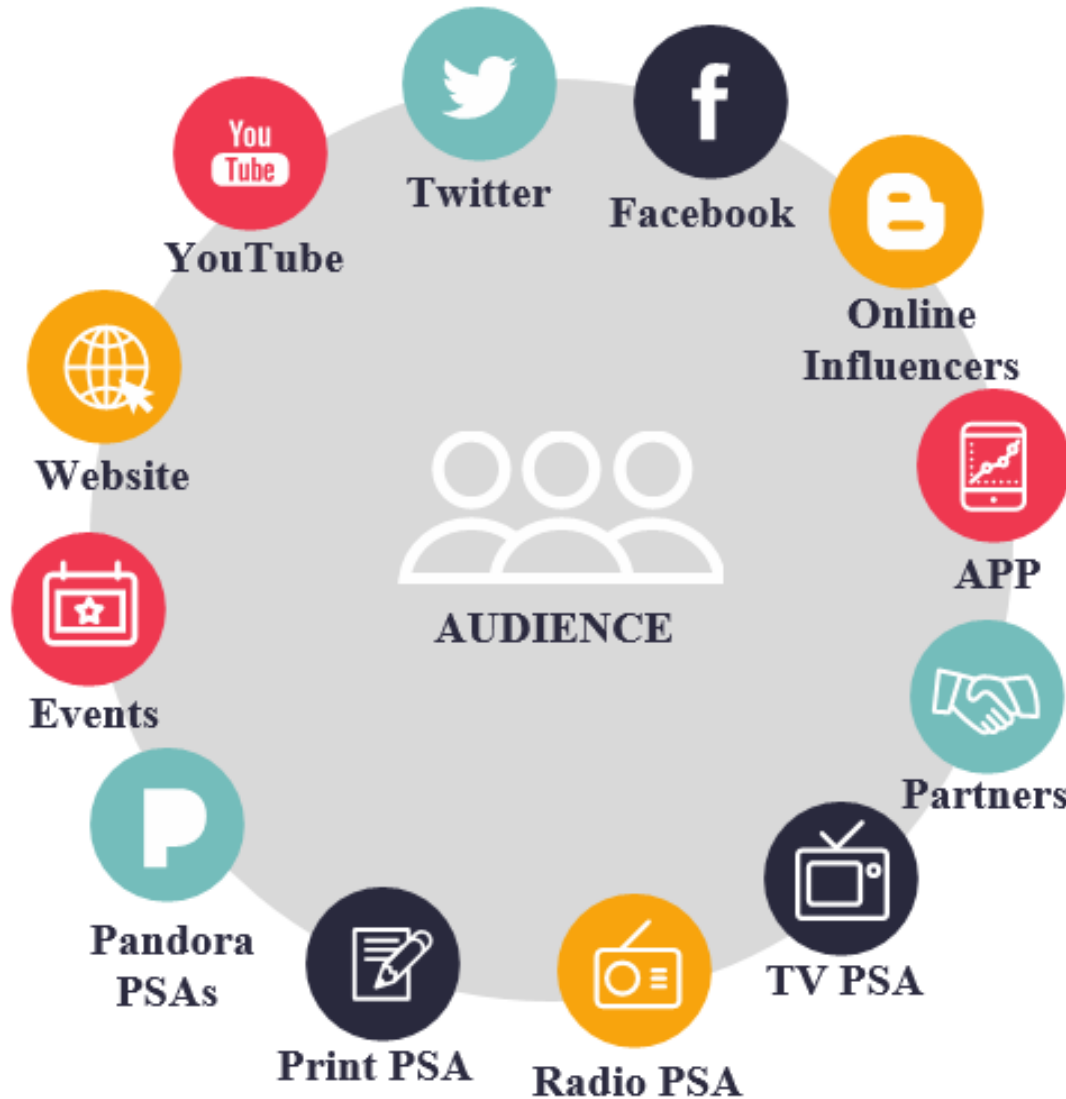 Twitter
Facebook
You
Tube
YouTube
Online
Influencers
Website
APP
AUDIENCE
Events
Partners
Pandora
PSAs
TV PSA
Print PSA
Radio PSA